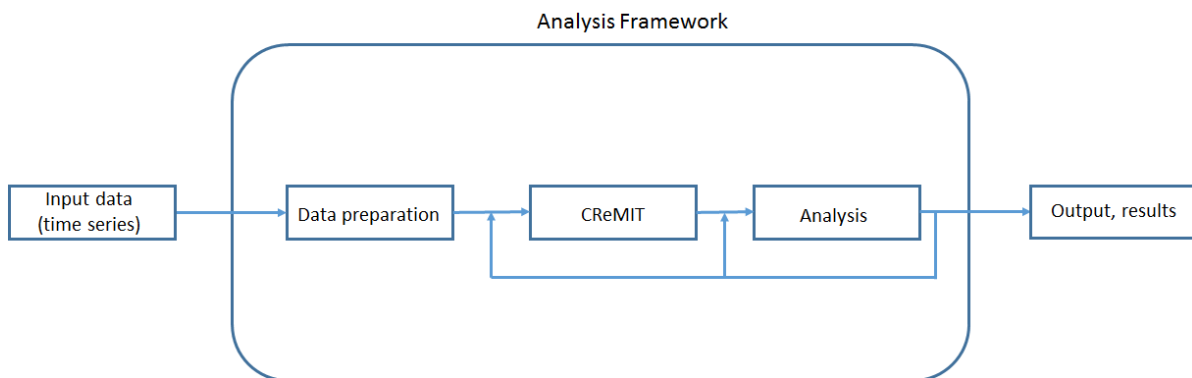 Analysis Framework
Input data
(time series)
Data preparation
CReMIT
Analysis
Output, results